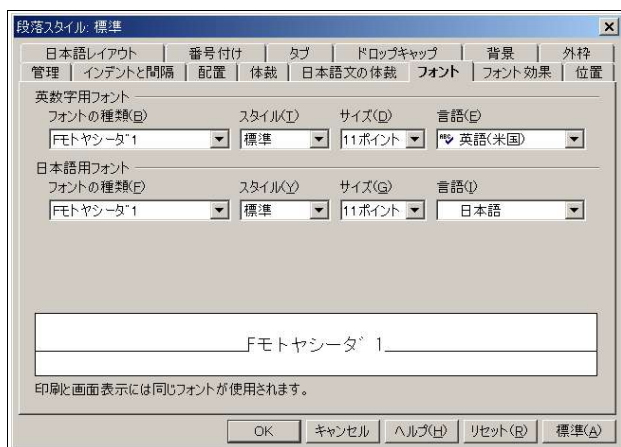 段落スタイル: 標準
日本語レイアウト 番号付け タブ ドロップキャップ 背景 外枠
管理 インデントと間隔 配置 体裁 日本語文の体裁 フォント フォント効果 位置
英数字用フォント
フォントの種類(B) スタイル(T) サイズ(D) 言語(E)
Fモトヤシータ゛1 標準 11ポイント 英語(米国)
日本語用フォント
フォントの種類(F) スタイル(Y) サイズ(G) 言語(I)
Fモトヤシータ゛1 標準 11ポイント 日本語
Fモトヤシータ゛1
印刷と画面表示には同じフォントが使用されます。
OK キャンセル ヘルプ(H) リセット(R) 標準(A)